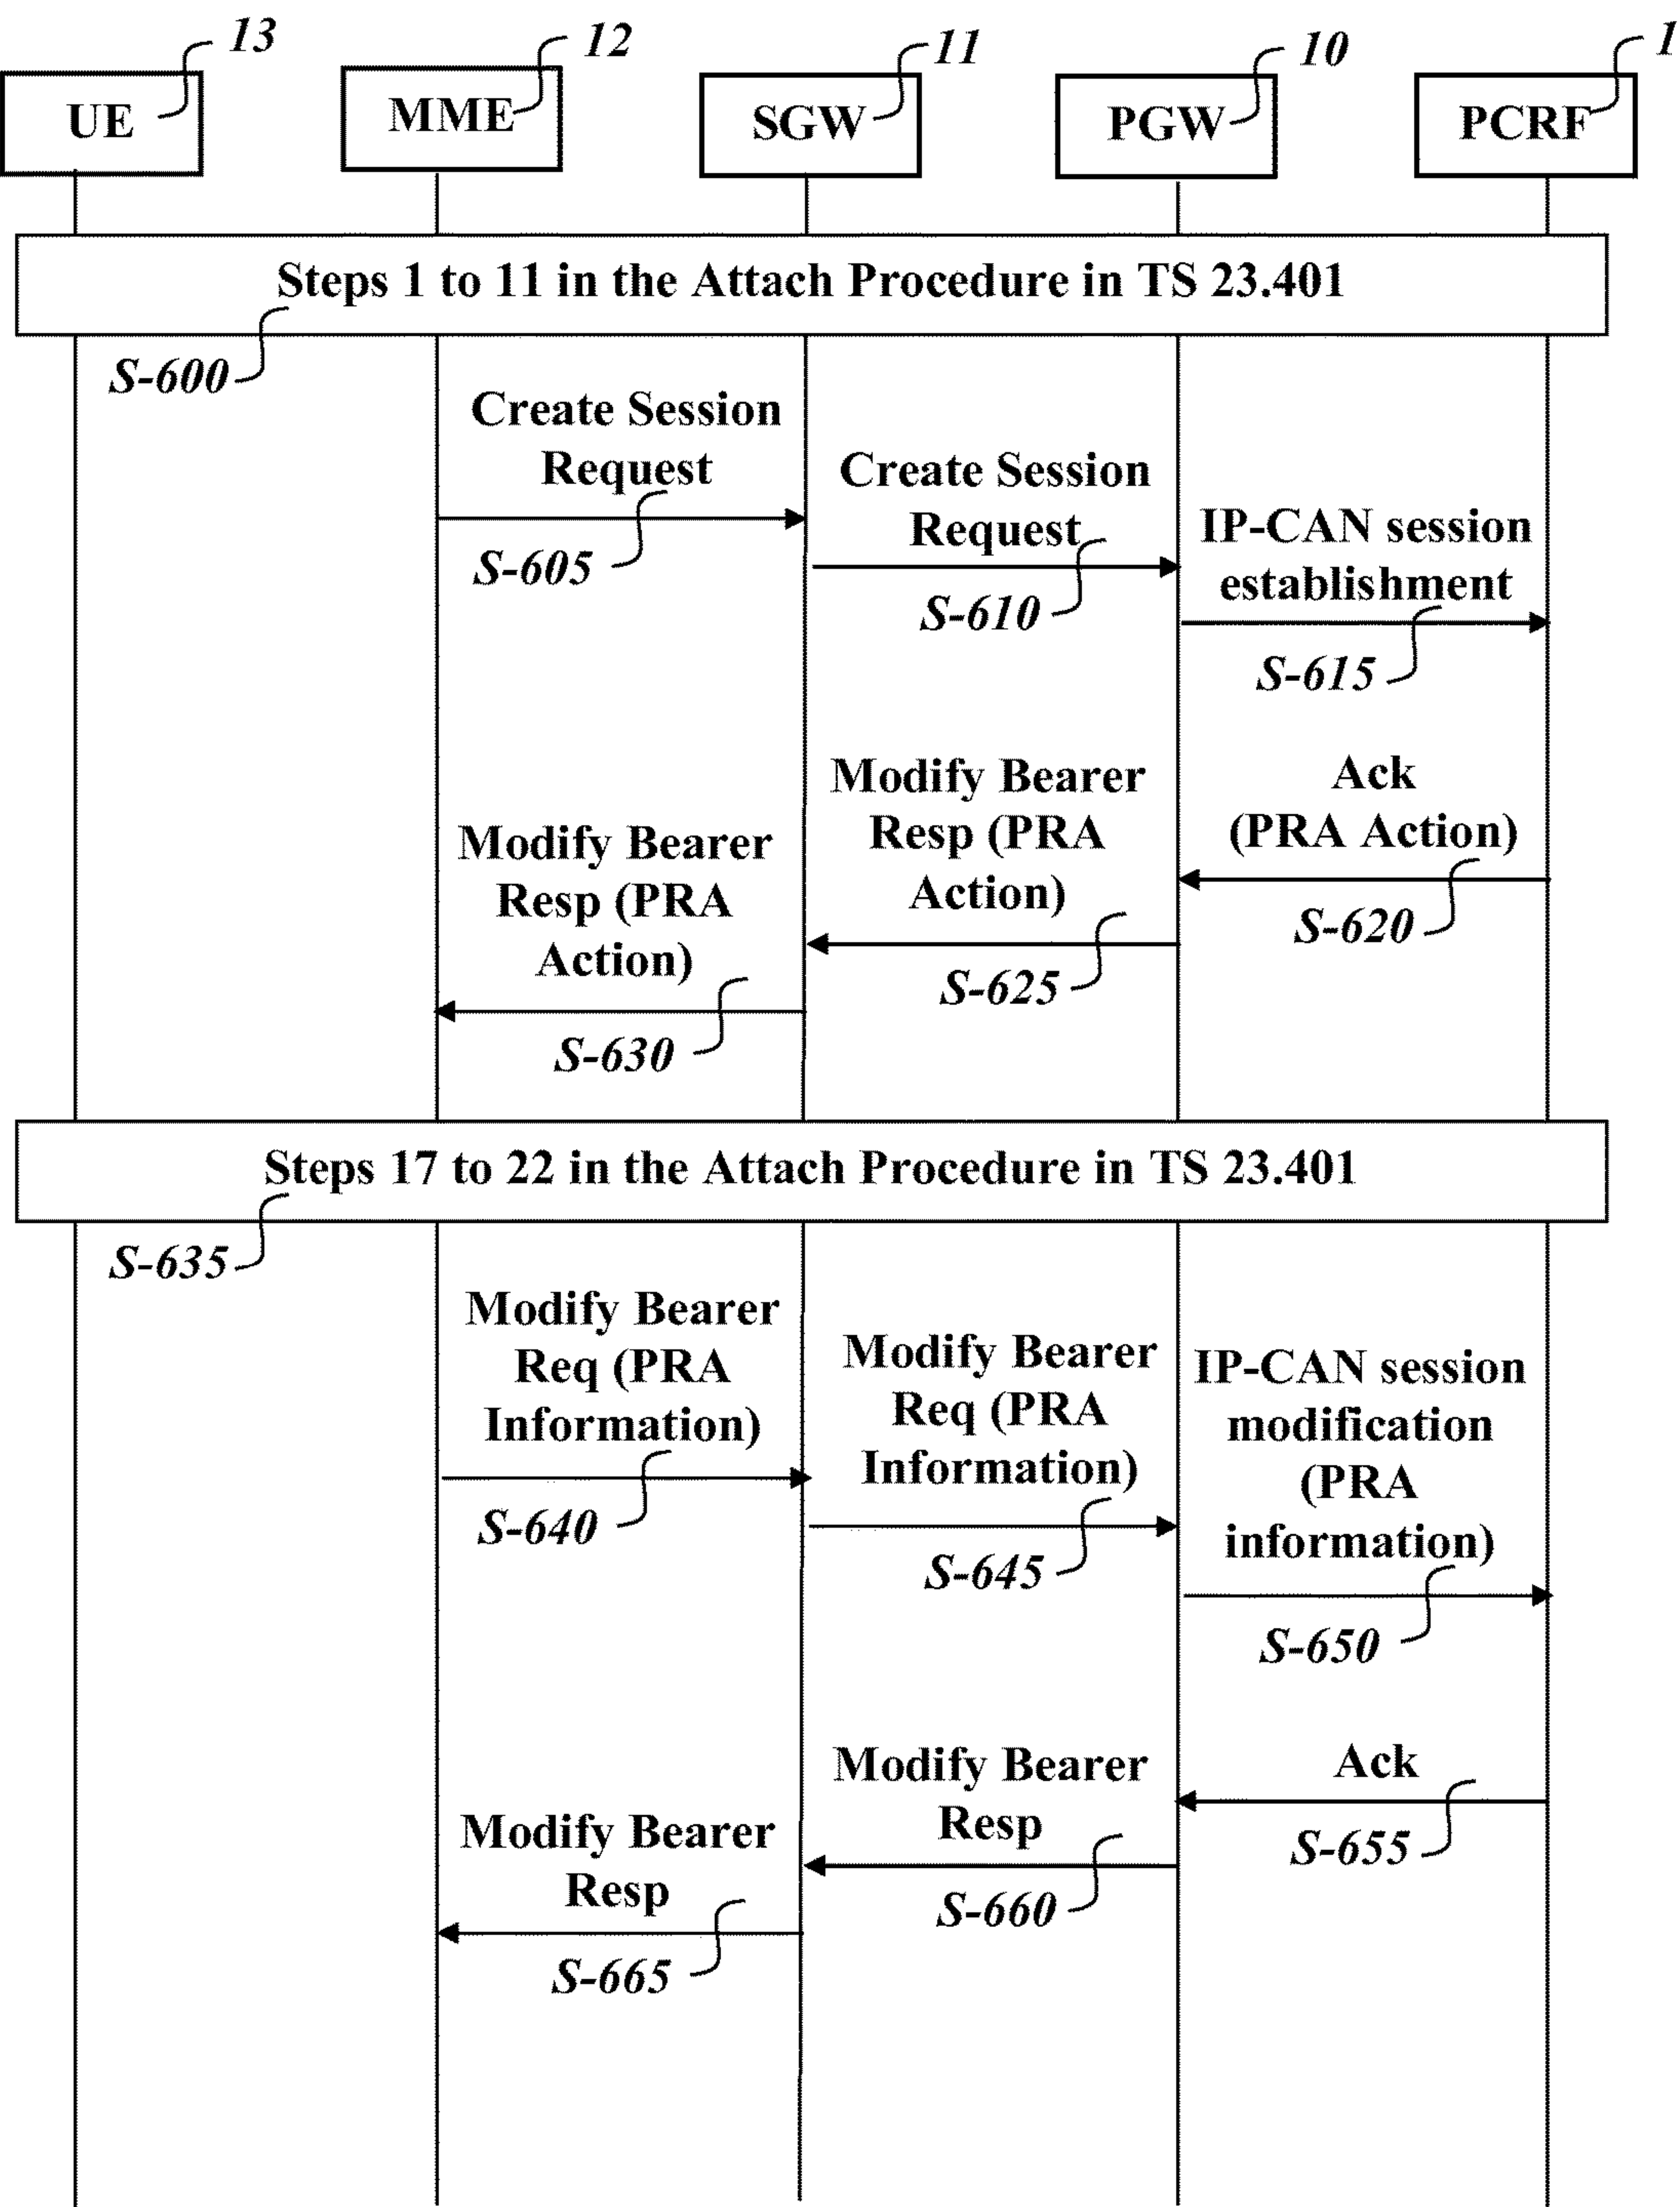 13
12
11
10
1
UE
MME
SGW
PGW
PCRF
Steps 1 to 11 in the Attach Procedure in TS 23.401
S-600
Create Session
Request
S-605
Create Session
Request
S-610
IP-CAN session
establishment
S-615
Ack
(PRA Action)
S-620
Modify Bearer
Resp (PRA
Action)
S-625
Modify Bearer
Resp (PRA
Action)
S-630
Steps 17 to 22 in the Attach Procedure in TS 23.401
S-635
Modify Bearer
Req (PRA
Information)
S-640
Modify Bearer
Req (PRA
Information)
S-645
IP-CAN session
modification
(PRA
information)
S-650
Ack
S-655
Modify Bearer
Resp
S-660
Modify Bearer
Resp
S-665